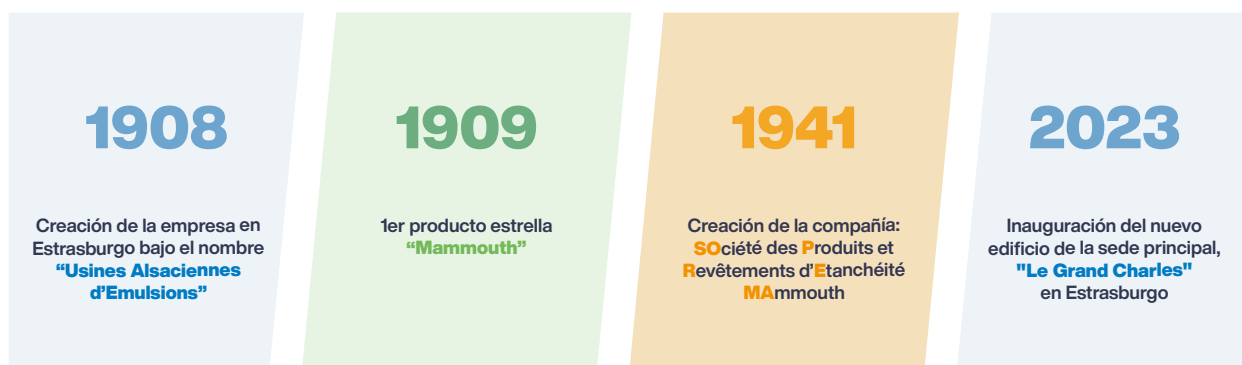 1908
Creación de la empresa en
Estrasburgo bajo el nombre
“Usines Alsaciennes
d’Emulsions”
1909
1er producto estrella
“Mammouth”
1941
Creación de la compañía:
SOciété des Produits et
Revêtements d’Etanchéité
MAmmouth
2023
Inauguración del nuevo
edificio de la sede principal,
"Le Grand Charles"
en Estrasburgo